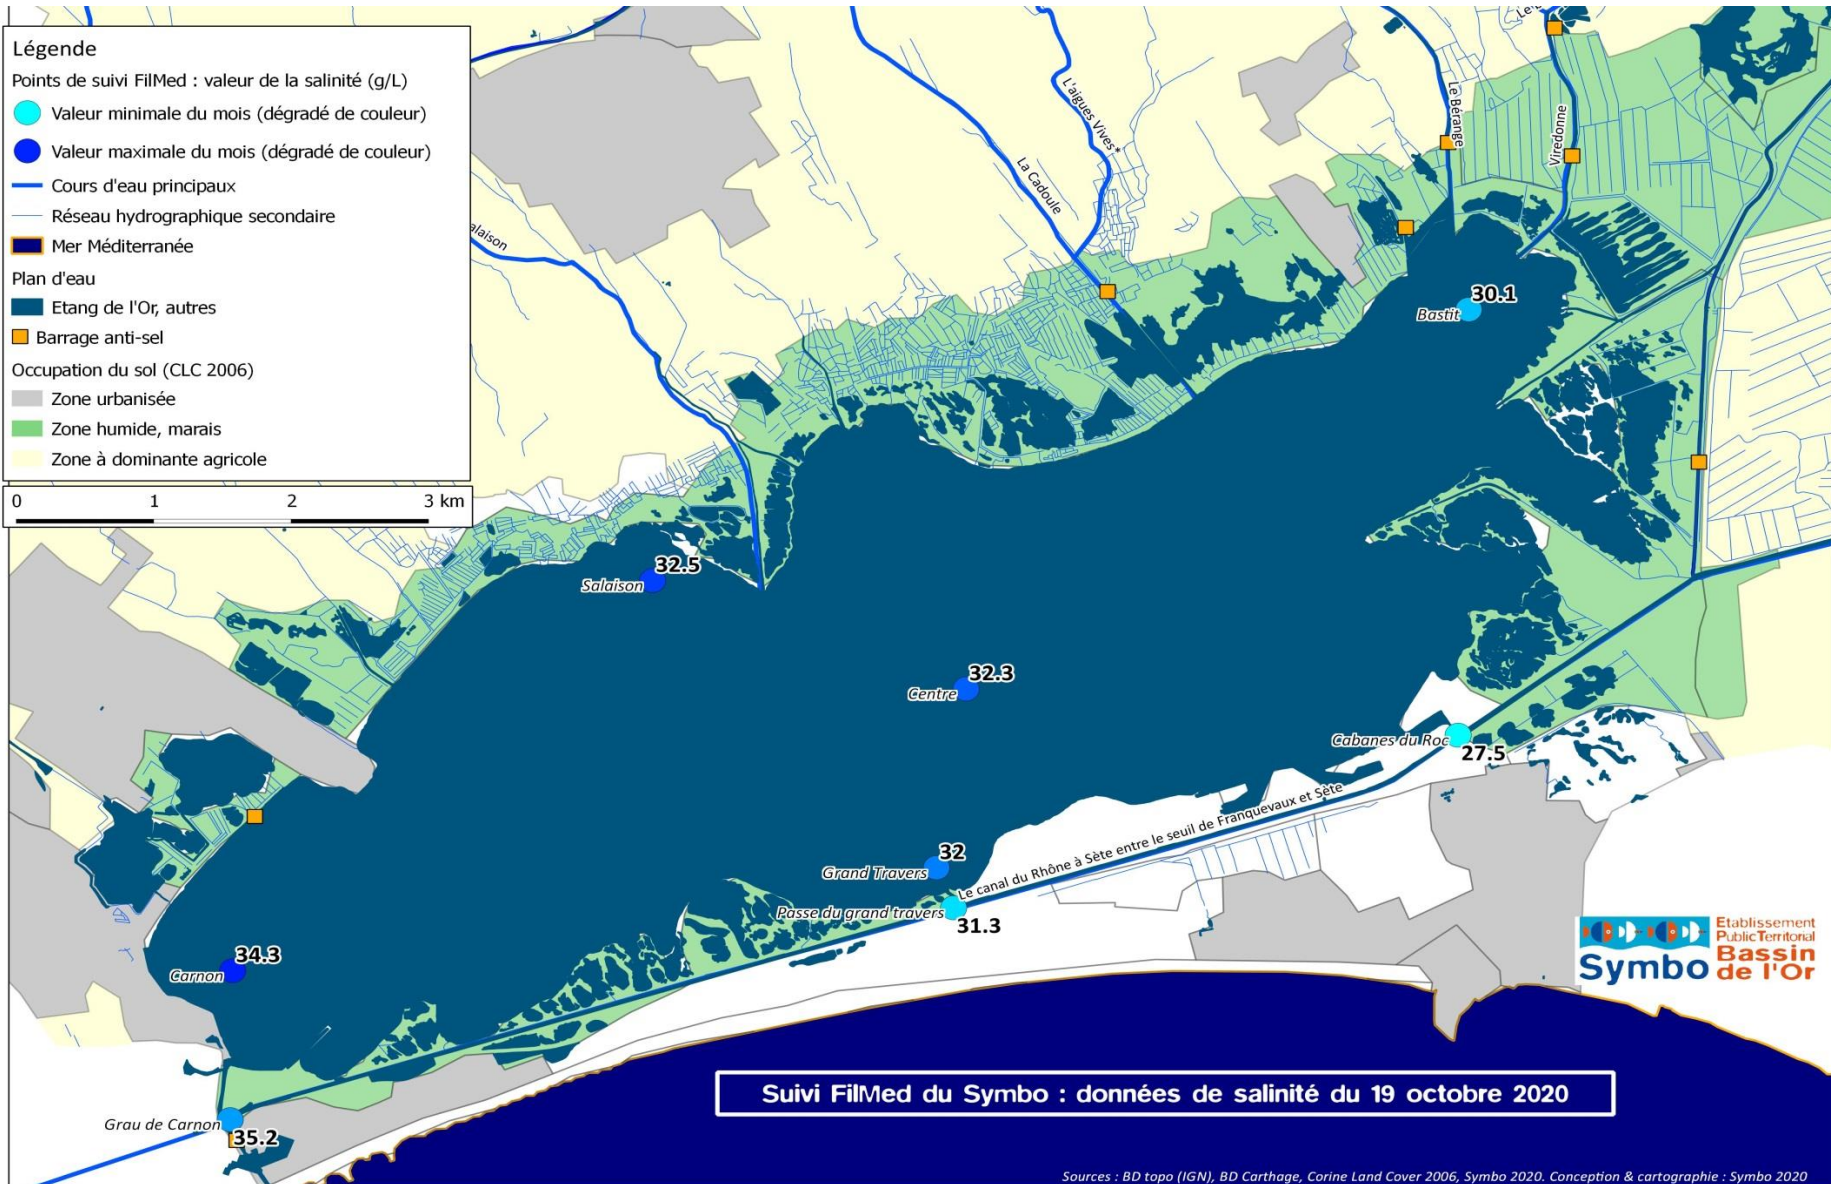 Légende
Points de suivi FilMed : valeur de la salinité (g/L)
Valeur minimale du mois (dégradé de couleur)
Valeur maximale du mois (dégradé de couleur)
Cours d'eau principaux
Réseau hydrographique secondaire
Mer Méditerranée
Plan d'eau
Etang de l'Or, autres
Barrage anti-sel
Occupation du sol (CLC 2006)
Zone urbanisée
Zone humide, marais
Zone à dominante agricole
0 1 2 3 km
alaison
La Cadoule
L'aigues Vives*
Le Bérange
Viredonne
30.1
Bastit
32.5
Salaison
32.3
Centre
Cabanes du Roc
27.5
Le canal du Rhône à Sète entre le seuil de Franquevaux et Sète
32
Grand Travers
Passe du grand travers
31.3
34.3
Carnon
Grau de Carnon
35.2
Etablissement
Public Territorial
Bassin
de l'Or
Symbo
Suivi FilMed du Symbo : données de salinité du 19 octobre 2020
Sources : BD topo (IGN), BD Carthage, Corine Land Cover 2006, Symbo 2020. Conception & cartographie : Symbo 2020